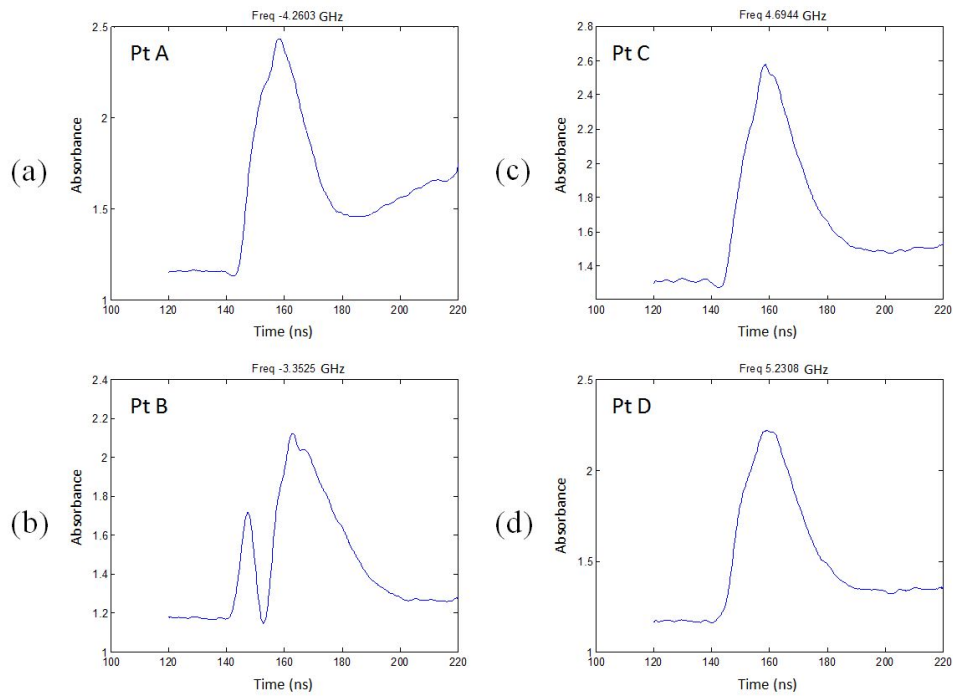 Freq -4.2603 GHz
Pt A
(a)
Absorbance
2.5
2
1.5
1
100 120 140 160 180 200 220
Time (ns)
Freq 4.6944 GHz
Pt C
(c)
Absorbance
2.8
2.6
2.4
2.2
2
1.8
1.6
1.4
100 120 140 160 180 200 220
Time (ns)
Freq -3.3525 GHz
Pt B
(b)
Absorbance
2.4
2.2
2
1.8
1.6
1.4
1.2
1
100 120 140 160 180 200 220
Time (ns)
Freq 5.2308 GHz
Pt D
(d)
Absorbance
2.5
2
1.5
1
100 120 140 160 180 200 220
Time (ns)